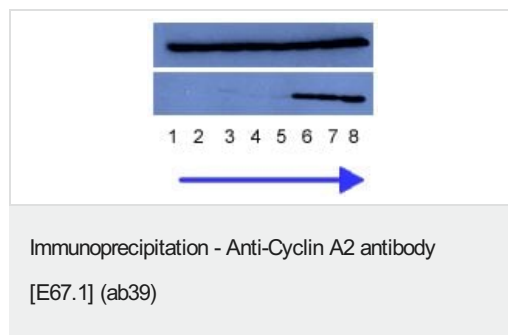 1 2 3 4 5 6 7 8
Immunoprecipitation - Anti-Cyclin A2 antibody
[E67.1] (ab39)